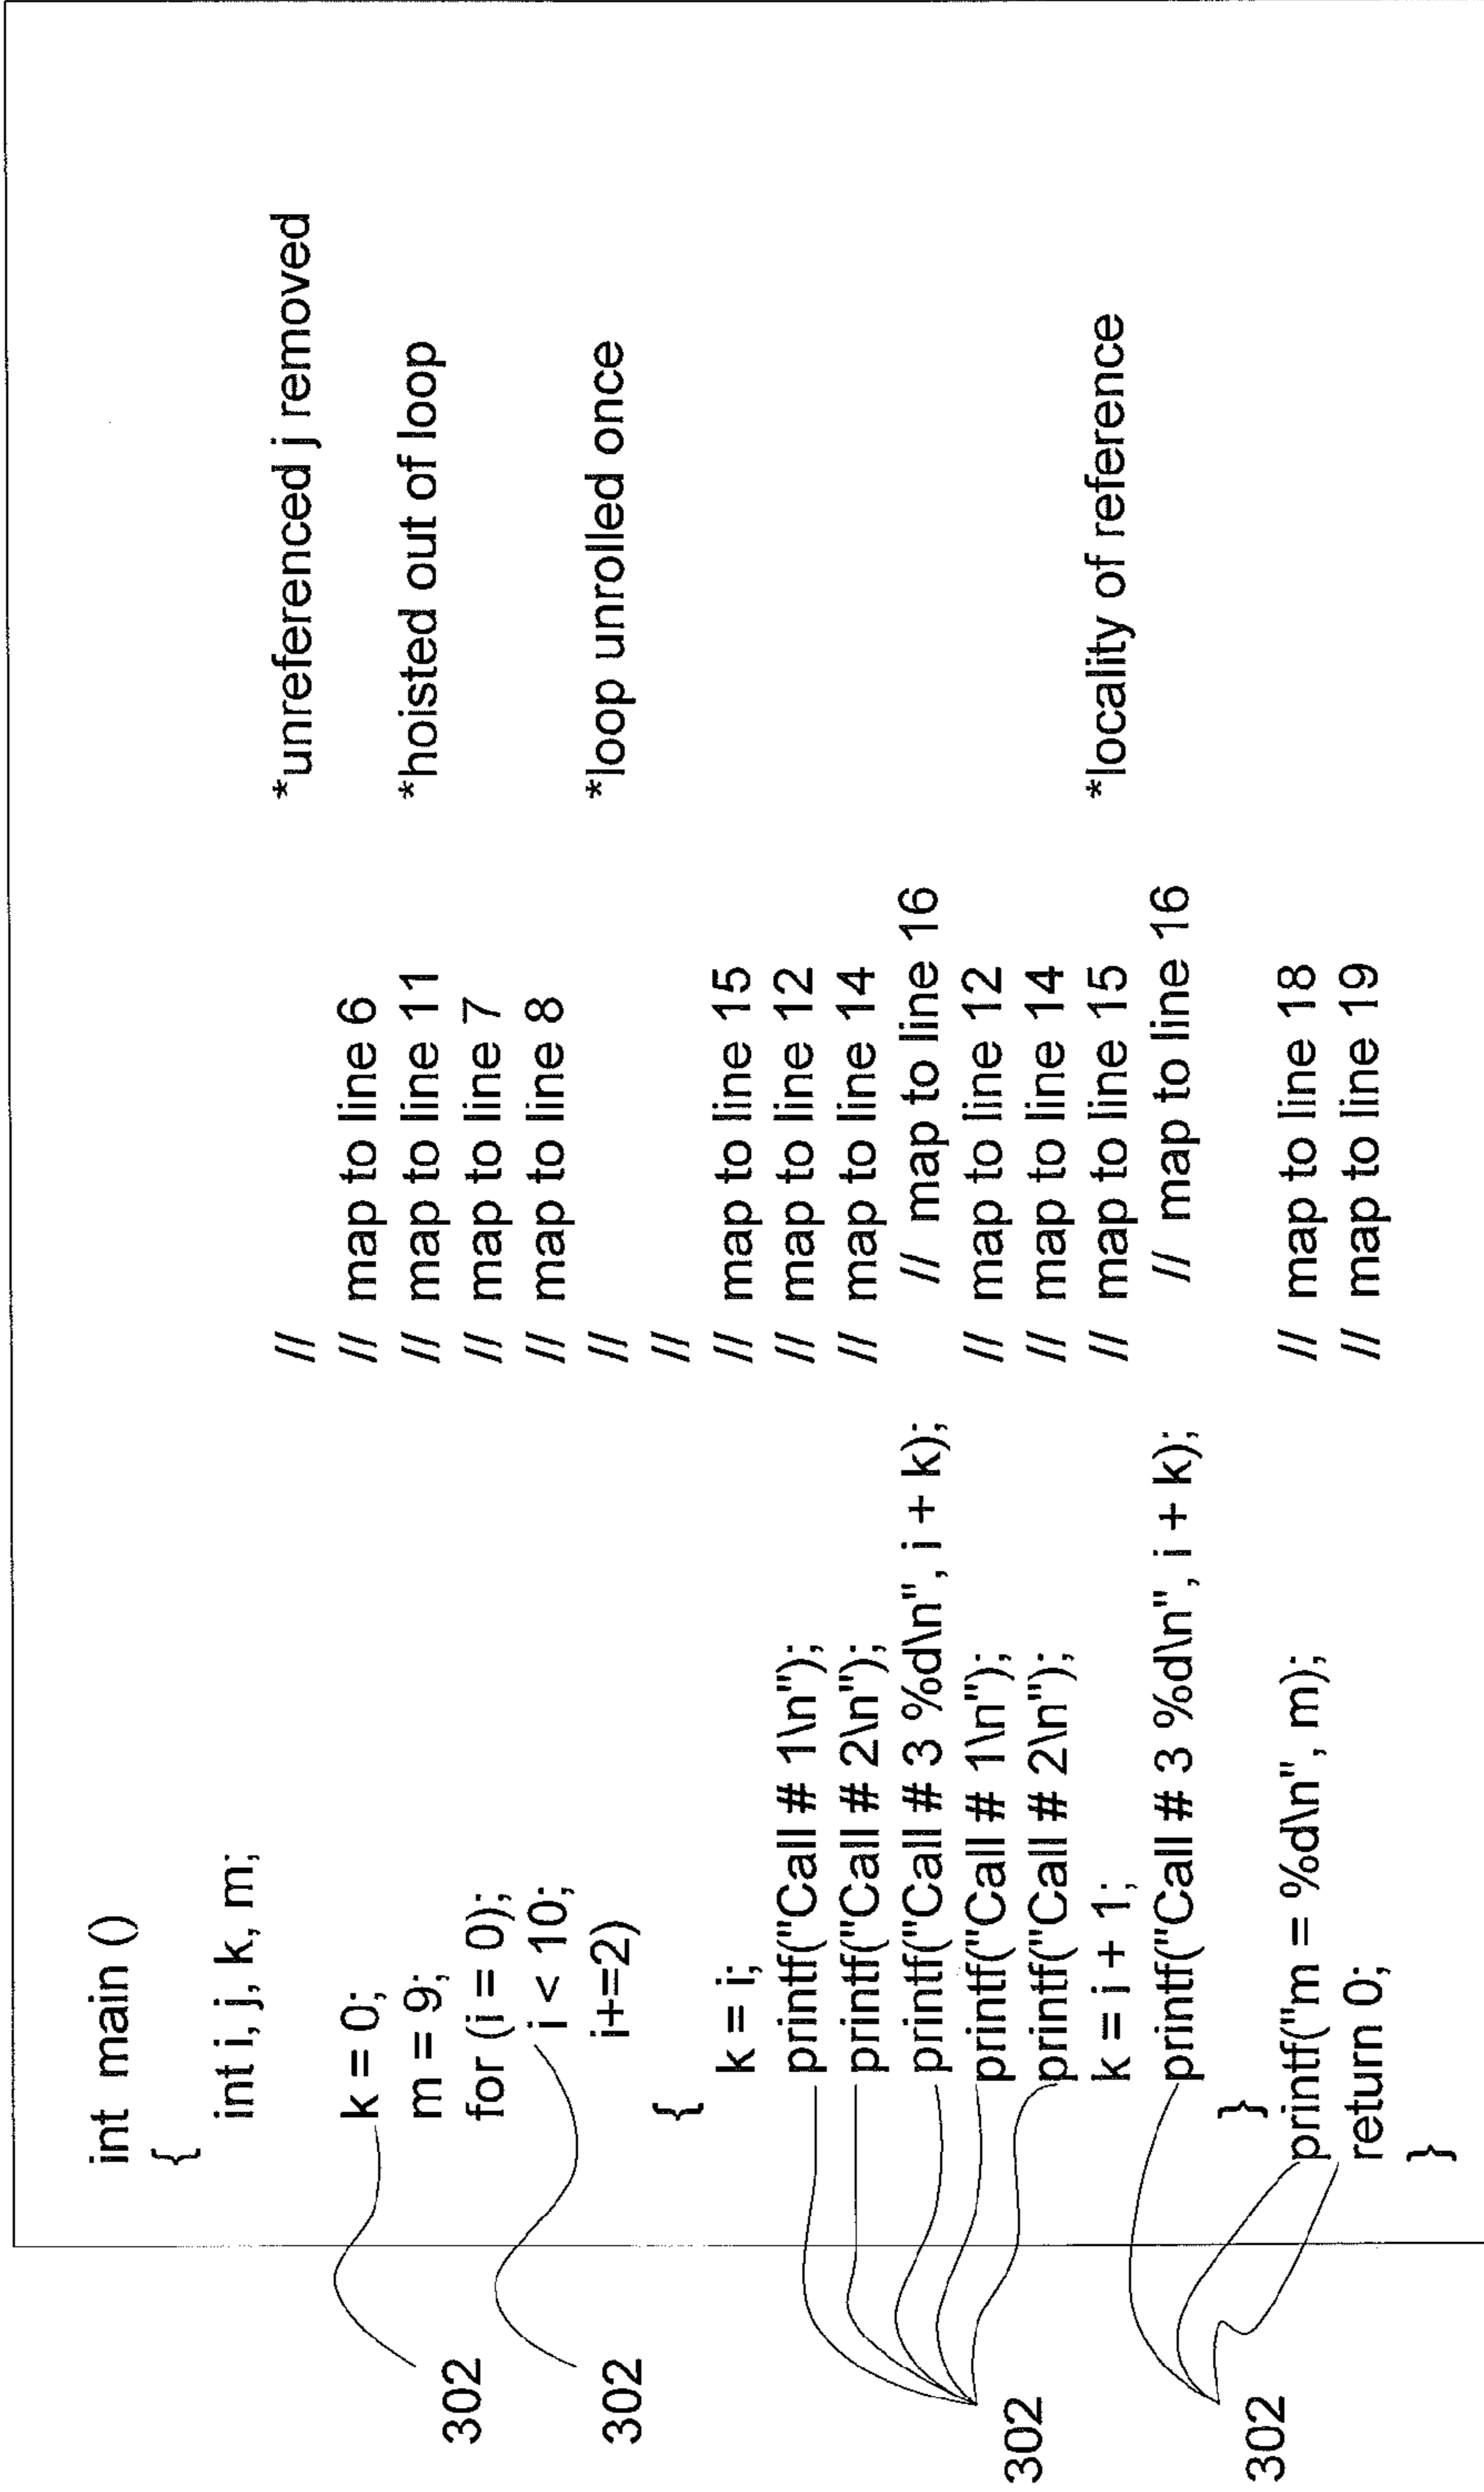 int main ()
{
int i, j, k, m;
// *unreferenced j removed
k = 0; // map to line 6
m = 9; // map to line 11 *hoisted out of loop
for (i = 0); // map to line 7
i < 10; // map to line 8
i+=2) // *loop unrolled once
{ //
k = i; // map to line 15
printf("Call # 1\n"); // map to line 12
printf("Call # 2\n"); // map to line 14
printf("Call # 3 %d\n", i + k); // map to line 16
printf("Call # 1\n"); // map to line 12
printf("Call # 2\n"); // map to line 14
k = i + 1; // map to line 15 *locality of reference
printf("Call # 3 %d\n", i + k); // map to line 16
}
printf("m = %d\n", m); // map to line 18
return 0; // map to line 19
}
302
302
302
302